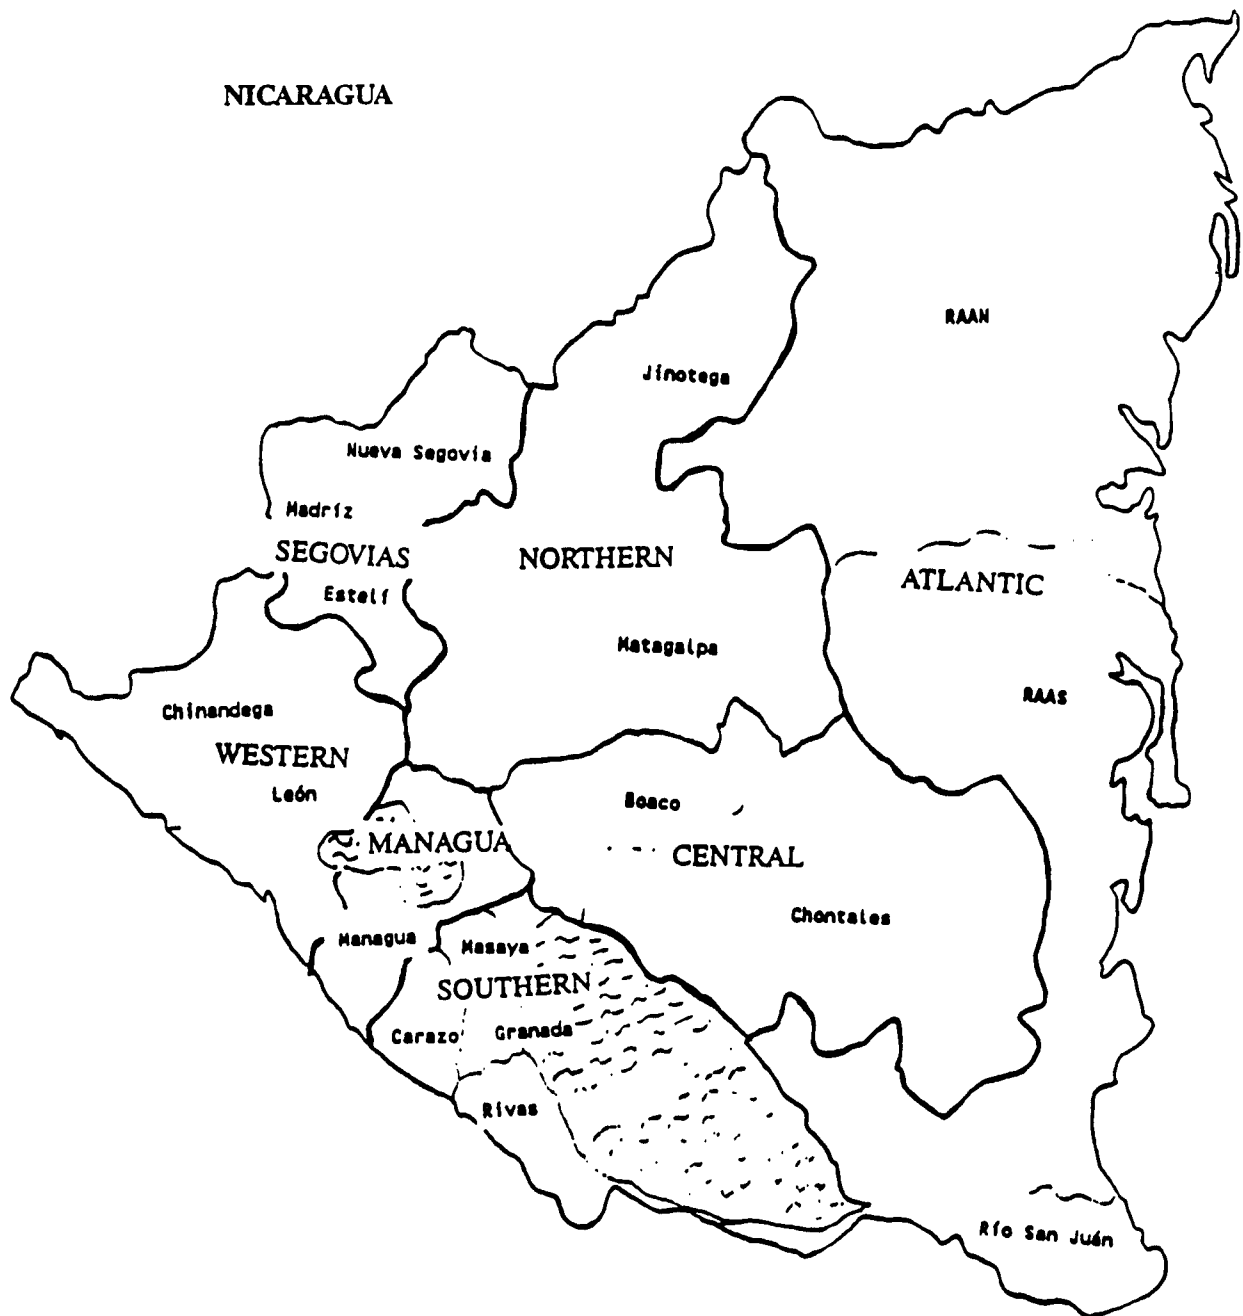 NICARAGUA
RAAN
Jinotega
Nueva Segovia
Madríz
SEGOVIAS
NORTHERN
ATLANTIC
Estelí
Matagalpa
RAAS
Chinandega
WESTERN
León
Boaco
MANAGUA
CENTRAL
Chontales
Managua
Masaya
SOUTHERN
Carazo
Granada
Rivas
Río San Juán